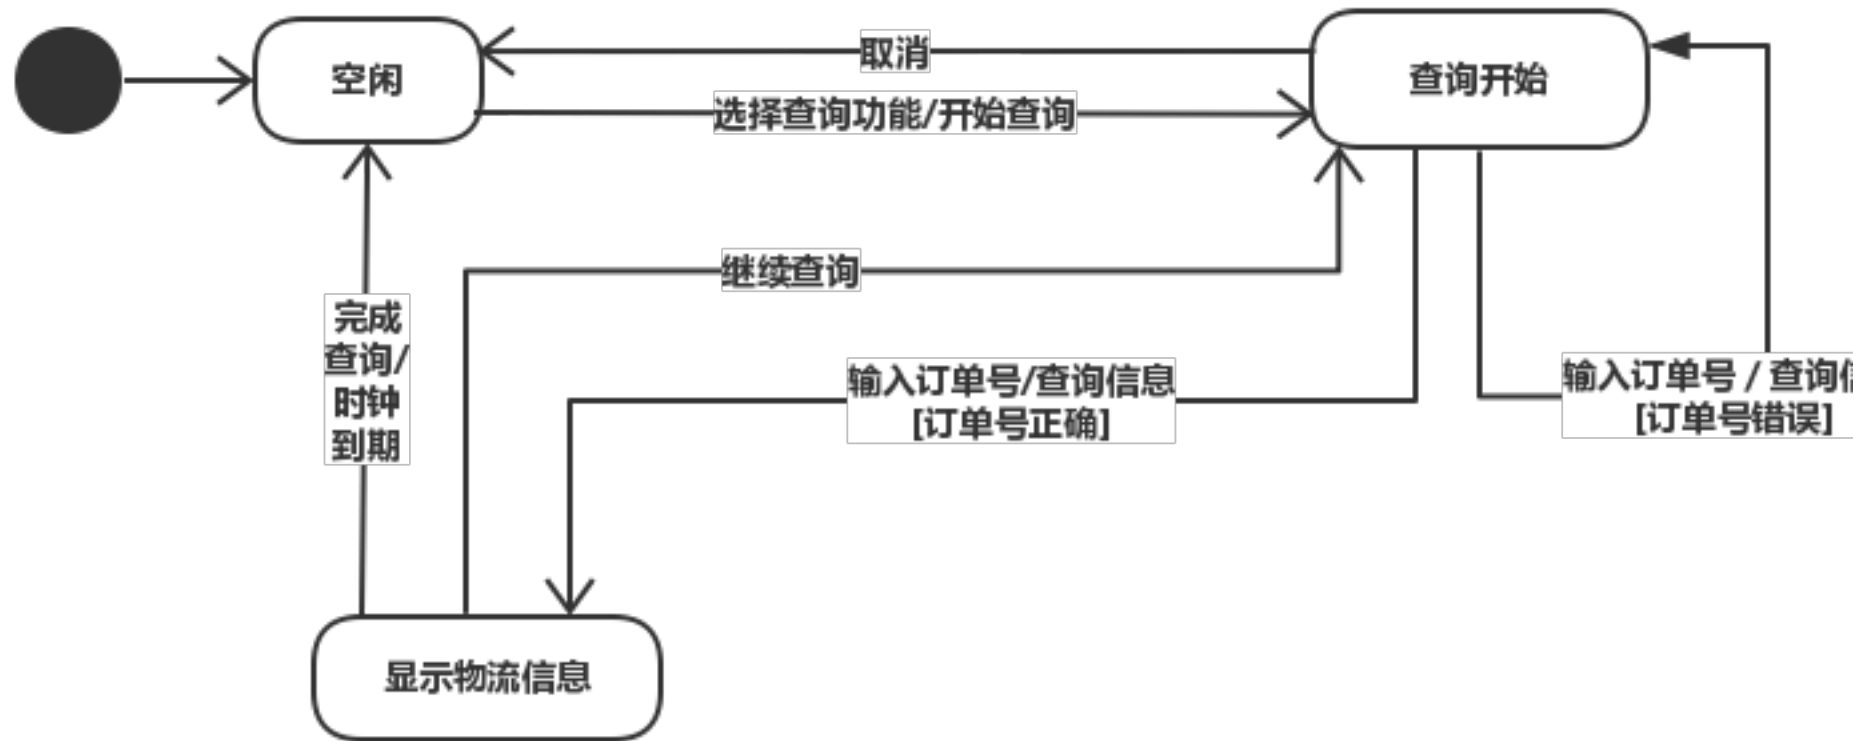 空闲
取消
查询开始
选择查询功能/开始查询
继续查询
完成
查询/
时钟
到期
输入订单号/查询信息
[订单号正确]
输入订单号 / 查询
[订单号错误]
显示物流信息